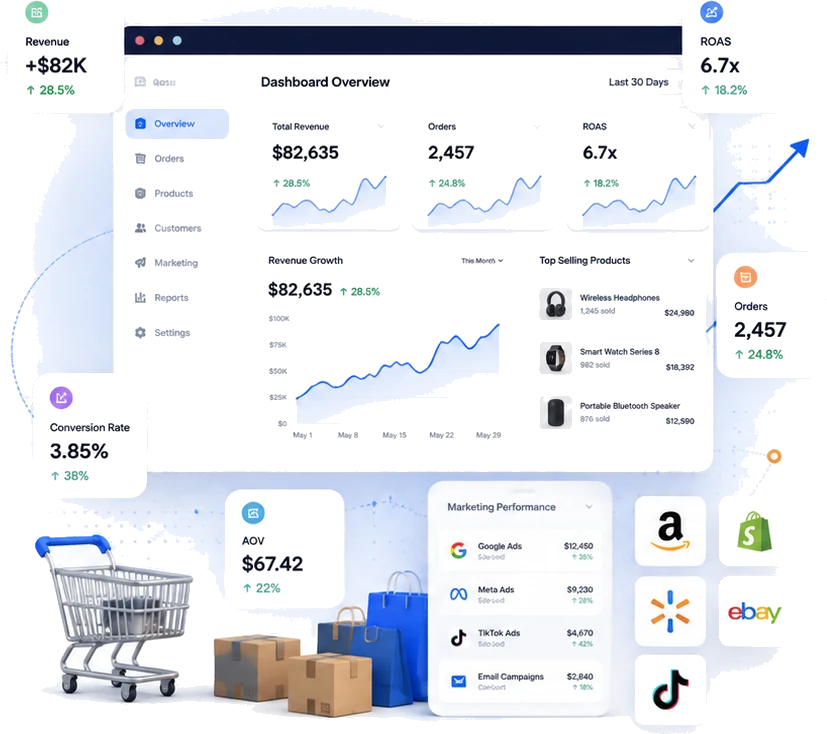 Revenue
+$82K
↑ 28.5%
ROAS
6.7x
↑ 18.2%
Dashboard Overview
Last 30 Days
Overview
Orders
Products
Customers
Marketing
Reports
Settings
Total Revenue
$82,635
↑ 28.5%
Orders
2,457
↑ 24.8%
ROAS
6.7x
↑ 18.2%
Revenue Growth
This Month
$82,635 ↑ 28.5%
$100K
$75K
$50K
$25K
$0
May 1 May 8 May 15 May 22 May 29
Top Selling Products
Wireless Headphones
1,245 sold
$24,980
Smart Watch Series 8
982 sold
$18,392
Portable Bluetooth Speaker
876 sold
$12,590
Orders
2,457
↑ 24.8%
Conversion Rate
3.85%
↑ 38%
AOV
$67.42
↑ 22%
Marketing Performance
Google Ads $12,450
↑ 35%
Meta Ads $9,230
↑ 28%
TikTok Ads $4,670
↑ 42%
Email Campaigns $2,840
↑ 18%
a
S
ebay